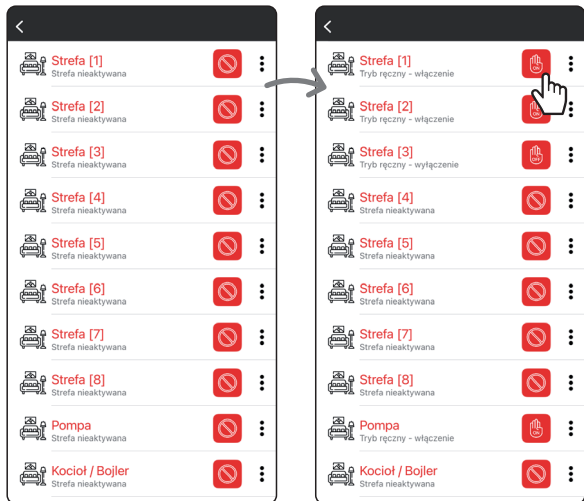 Strefa [1]
Strefa nieaktywana
Strefa [2]
Strefa nieaktywana
Strefa [3]
Strefa nieaktywana
Strefa [4]
Strefa nieaktywana
Strefa [5]
Strefa nieaktywana
Strefa [6]
Strefa nieaktywana
Strefa [7]
Strefa nieaktywana
Strefa [8]
Strefa nieaktywana
Pompa
Strefa nieaktywana
Kocioł / Bojler
Strefa nieaktywana
Strefa [1]
Tryb ręczny - włączenie
ON
Strefa [2]
Tryb ręczny - włączenie
Strefa [3]
Tryb ręczny - wyłączenie
OFF
Strefa [4]
Strefa nieaktywana
Strefa [5]
Strefa nieaktywana
Strefa [6]
Strefa nieaktywana
Strefa [7]
Strefa nieaktywana
Strefa [8]
Strefa nieaktywana
Pompa
Tryb ręczny - włączenie
ON
Kocioł / Bojler
Strefa nieaktywana